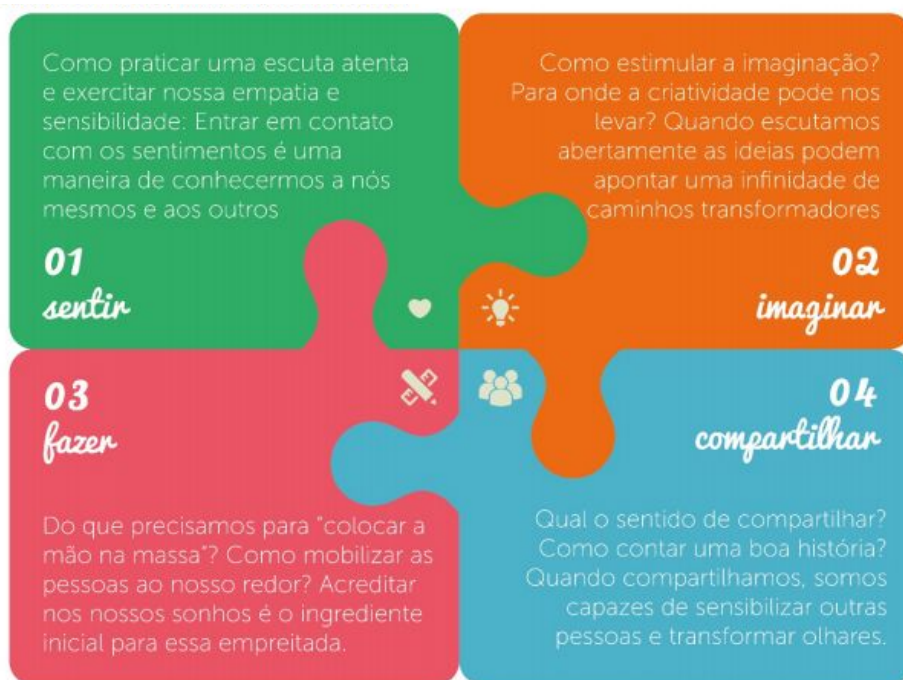 Como praticar uma escuta atenta
e exercitar nossa empatia e
sensibilidade: Entrar em contato
com os sentimentos é uma
maneira de conhecermos a nós
mesmos e aos outros
01
sentir
Como estimular a imaginação?
Para onde a criatividade pode nos
levar? Quando escutamos
abertamente as ideias podem
apontar uma infinidade de
caminhos transformadores
02
imaginar
03
fazer
Do que precisamos para "colocar a
mão na massa"? Como mobilizar as
pessoas ao nosso redor? Acreditar
nos nossos sonhos é o ingrediente
inicial para essa empreitada.
04
compartilhar
Qual o sentido de compartilhar?
Como contar uma boa história?
Quando compartilhamos, somos
capazes de sensibilizar outras
pessoas e transformar olhares.